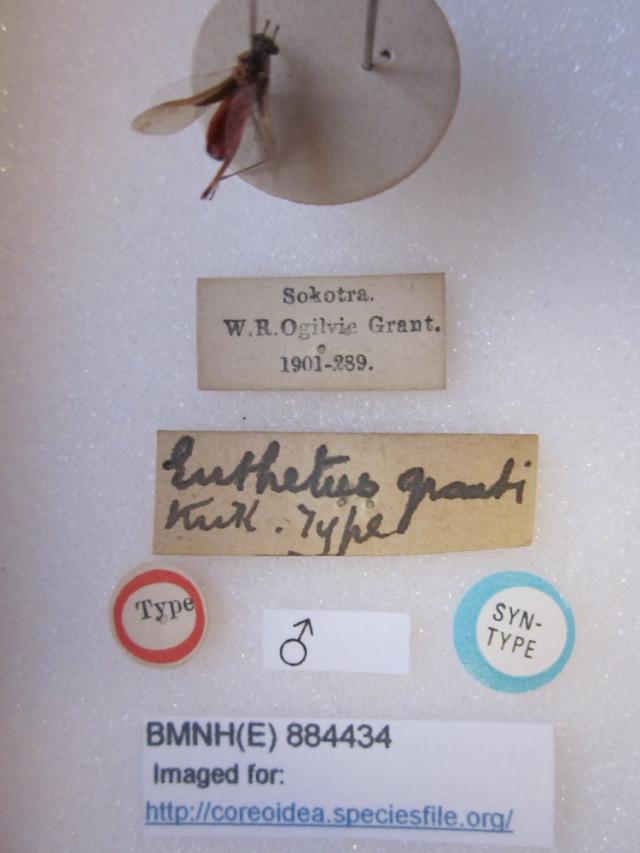 Sokotra.
W.R.Ogilvie Grant.
1901-289.
Euthetus granti
Kirk. Type
Type
♂
SYN-
TYPE
BMNH(E) 884434
Imaged for:
http://coreoidea.speciesfile.org/